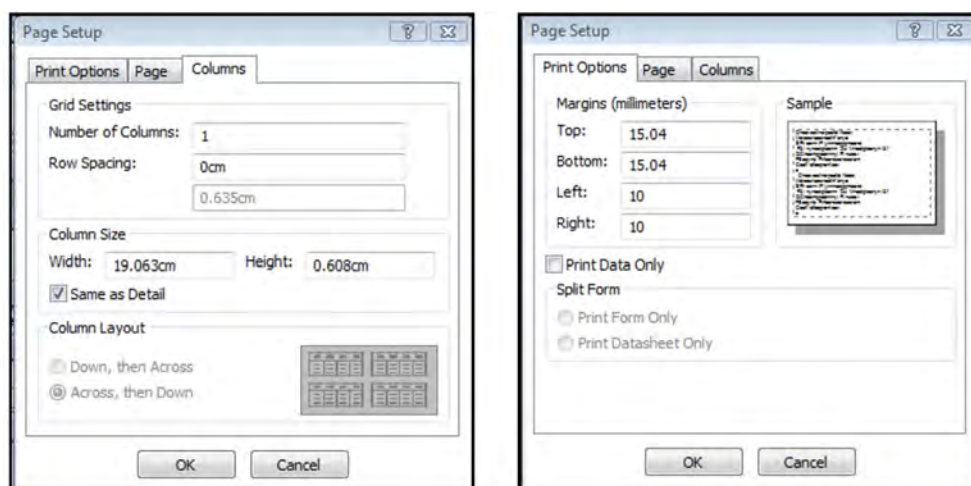 Page Setup
Print Options Page Columns
Grid Settings
Number of Columns: 1
Row Spacing: 0cm
0.635cm
Column Size
Width: 19.063cm Height: 0.608cm
Same as Detail
Column Layout
Down, then Across
Across, then Down
OK Cancel
Page Setup
Print Options Page Columns
Margins (millimeters)
Top: 15.04
Bottom: 15.04
Left: 10
Right: 10
Sample
Print Data Only
Split Form
Print Form Only
Print Datasheet Only
OK Cancel